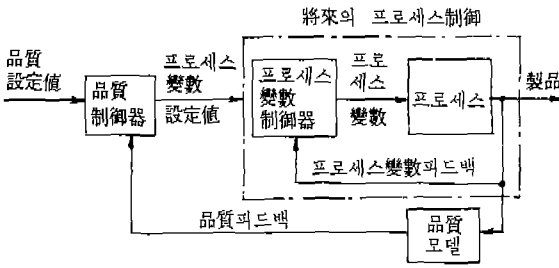 將來의 프로세스制御
品質
設定値
品質
制御器
프로세스
變數
設定値
프로세스
變數
制御器
프로
세스
變數
프로세스
製品
프로세스變數피드백
品質피드백
品質
모델